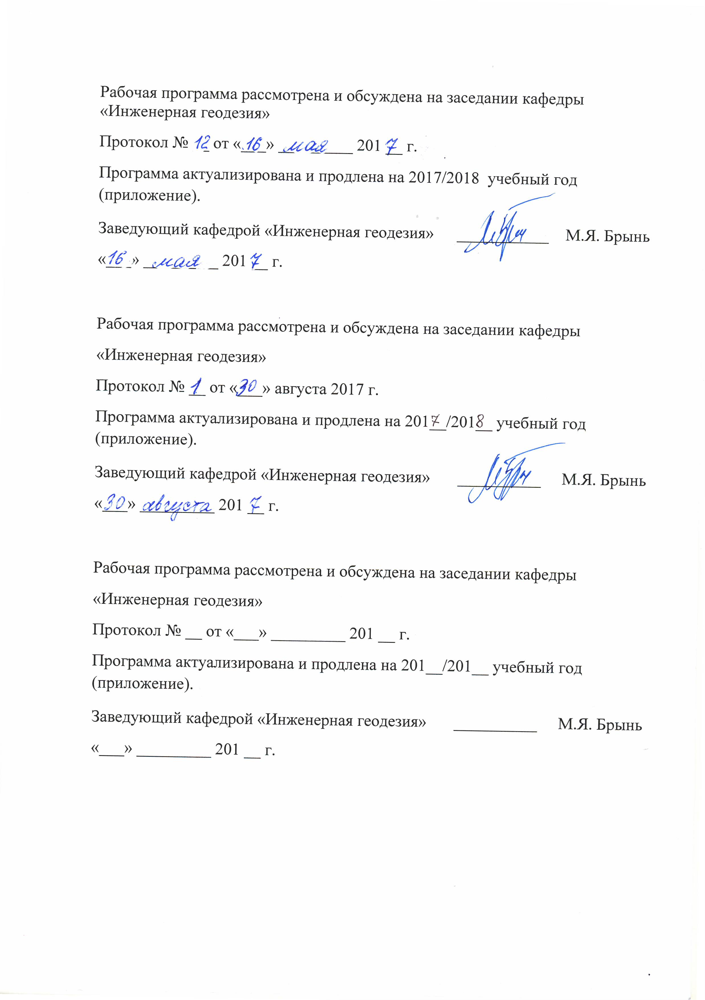 Рабочая программа рассмотрена и обсуждена на заседании кафедры
«Инженерная геодезия»
Протокол № 12 от «16» мая 2017 г.
Программа актуализирована и продлена на 2017/2018 учебный год
(приложение).
Заведующий кафедрой «Инженерная геодезия» М.Я. Брынь
«16» мая 2017 г.
Рабочая программа рассмотрена и обсуждена на заседании кафедры
«Инженерная геодезия»
Протокол № 1 от «30» августа 2017 г.
Программа актуализирована и продлена на 2017/2018 учебный год
(приложение).
Заведующий кафедрой «Инженерная геодезия» М.Я. Брынь
«30» августа 2017 г.
Рабочая программа рассмотрена и обсуждена на заседании кафедры
«Инженерная геодезия»
Протокол № __ от «___» _________ 201 __ г.
Программа актуализирована и продлена на 201__/201__ учебный год
(приложение).
Заведующий кафедрой «Инженерная геодезия» __________ М.Я. Брынь
«___» _________ 201 __ г.